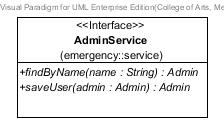 Visual Paradigm for UML Enterprise Edition(College of Arts, Me
<<Interface>>
AdminService
(emergency::service)
+findByName(name : String) : Admin
+saveUser(admin : Admin) : Admin